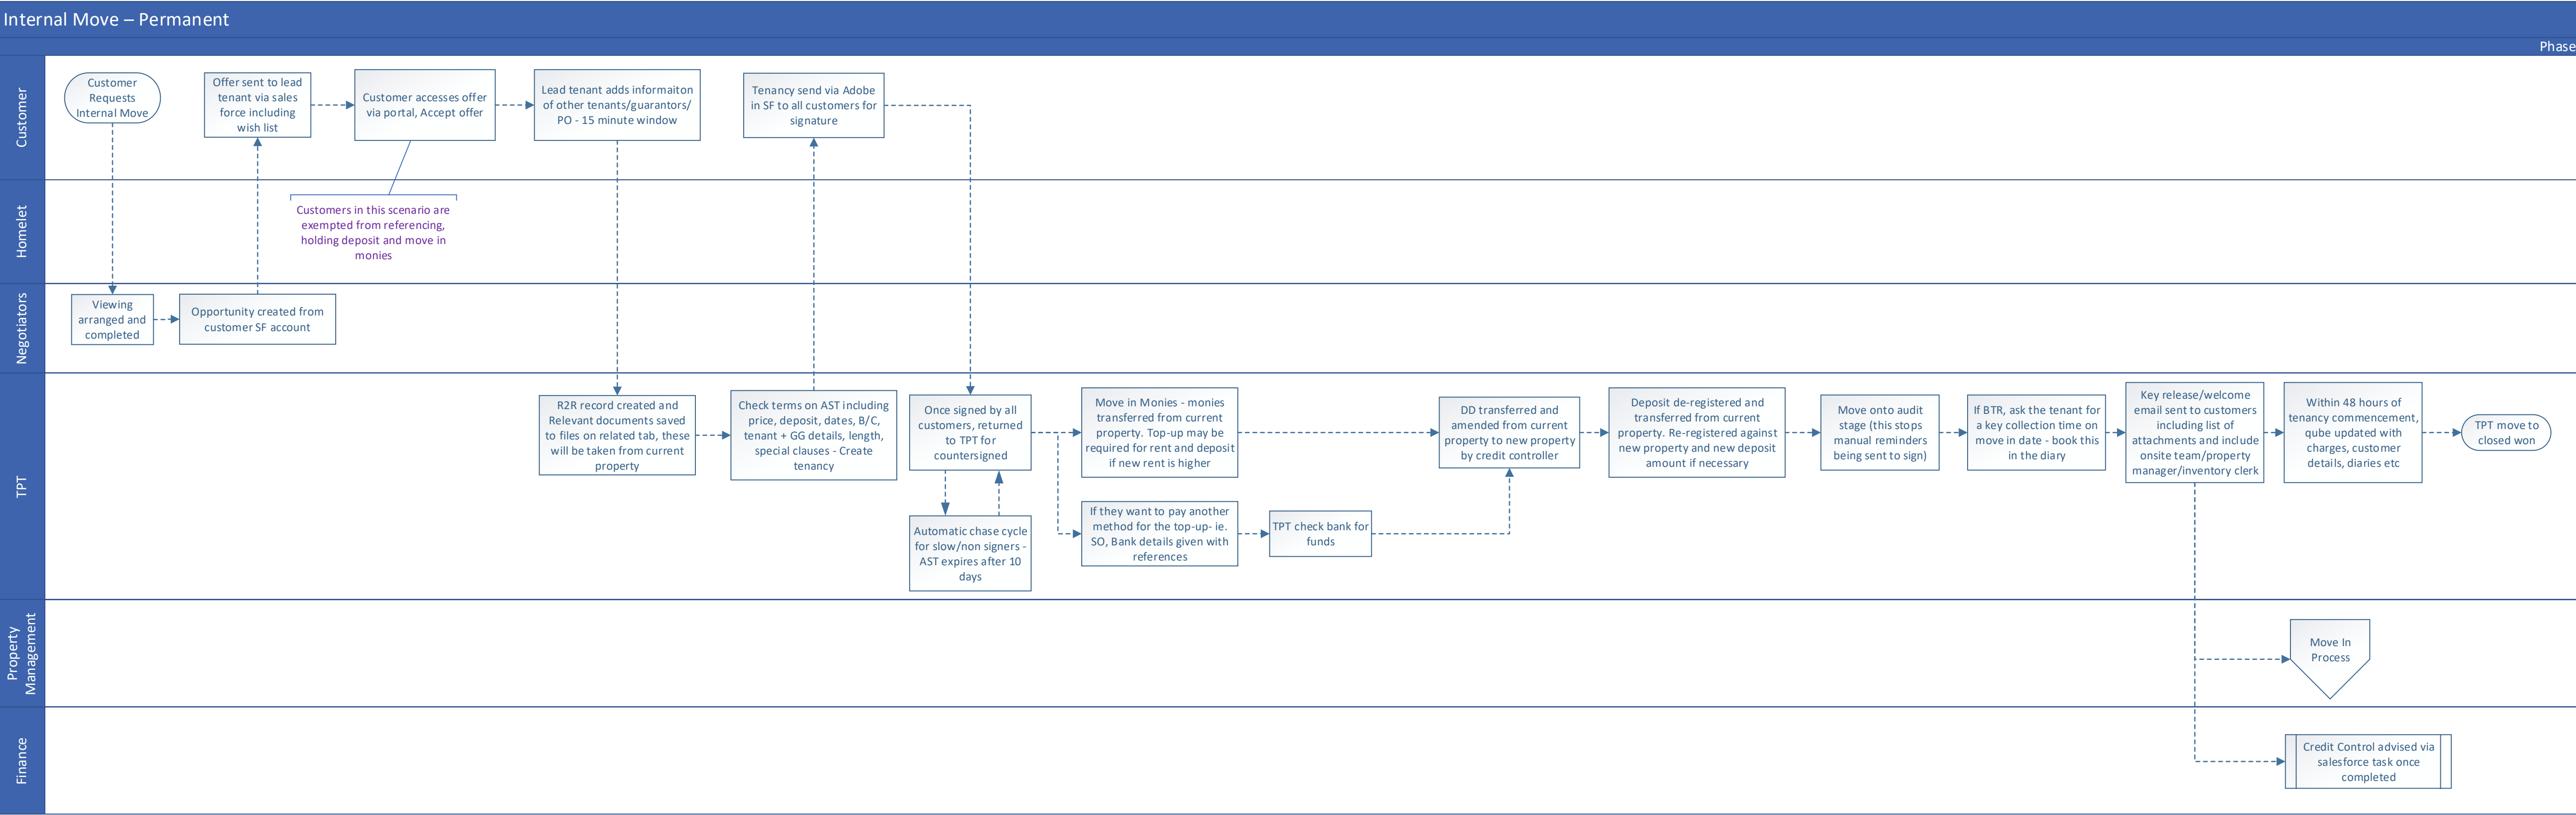 Internal Move – Permanent
Phase
Customer
Customer
Requests
Internal Move
Offer sent to lead
tenant via sales
force including
wish list
Customer accesses offer
via portal, Accept offer
Lead tenant adds informaiton
of other tenants/guarantors/
PO - 15 minute window
Tenancy send via Adobe
in SF to all customers for
signature
Homelet
Customers in this scenario are
exempted from referencing,
holding deposit and move in
monies
Negotiators
Viewing
arranged and
completed
Opportunity created from
customer SF account
TPT
R2R record created and
Relevant documents saved
to files on related tab, these
will be taken from current
property
Check terms on AST including
price, deposit, dates, B/C,
tenant + GG details, length,
special clauses - Create
tenancy
Once signed by all
customers, returned
to TPT for
countersigned
Automatic chase cycle
for slow/non signers -
AST expires after 10
days
Move in Monies - monies
transferred from current
property. Top-up may be
required for rent and deposit
if new rent is higher
If they want to pay another
method for the top-up- ie.
SO, Bank details given with
references
TPT check bank for
funds
DD transferred and
amended from current
property to new property
by credit controller
Deposit de-registered and
transferred from current
property. Re-registered against
new property and new deposit
amount if necessary
Move onto audit
stage (this stops
manual reminders
being sent to sign)
If BTR, ask the tenant for
a key collection time on
move in date - book this
in the diary
Key release/welcome
email sent to customers
including list of
attachments and include
onsite team/property
manager/inventory clerk
Within 48 hours of
tenancy commencement,
qube updated with
charges, customer
details, diaries etc
TPT move to
closed won
Property
Management
Move In
Process
Finance
Credit Control advised via
salesforce task once
completed